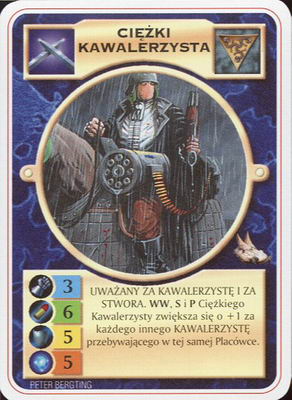 CIĘŻKI
KAWALERZYSTA
3
6
5
5
UWAŻANY ZA KAWALERZYSTĘ I ZA
STWORA. WW, S i P Ciężkiego
Kawalerzysty zwiększa się o +1 za
każdego innego KAWALERZYSTĘ
przebywającego w tej samej Placówce.
PETER BERGTING